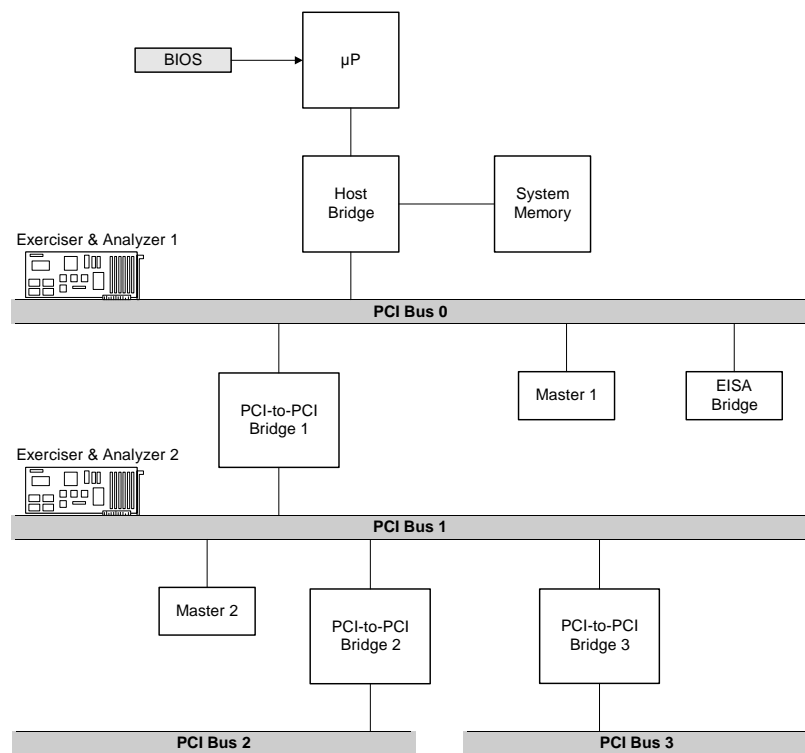 BIOS
µP
Host
Bridge
System
Memory
Exerciser & Analyzer 1
PCI Bus 0
PCI-to-PCI
Bridge 1
Master 1
EISA
Bridge
Exerciser & Analyzer 2
PCI Bus 1
Master 2
PCI-to-PCI
Bridge 2
PCI-to-PCI
Bridge 3
PCI Bus 2
PCI Bus 3